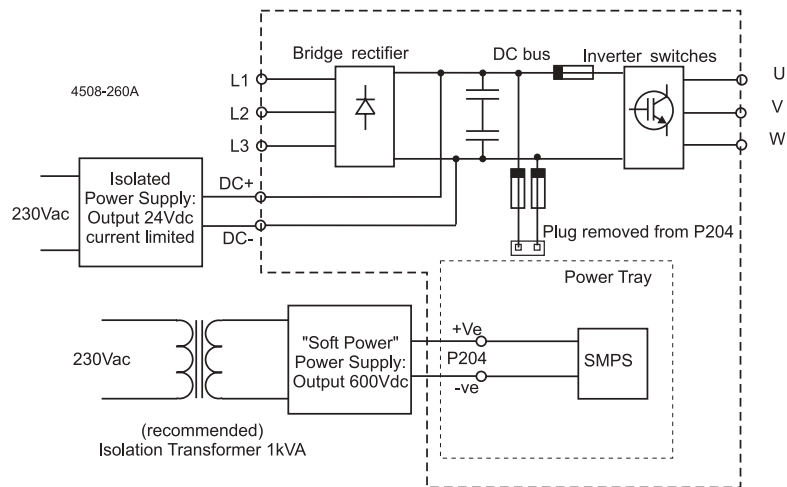 Bridge rectifier
DC bus
Inverter switches
L1
U
4508-260A
L2
V
L3
W
Isolated
Power Supply:
Output 24Vdc
current limited
DC+
230Vac
DC-
Plug removed from P204
Power Tray
"Soft Power"
Power Supply:
Output 600Vdc
+Ve
230Vac
P204
SMPS
-ve
(recommended)
Isolation Transformer 1kVA